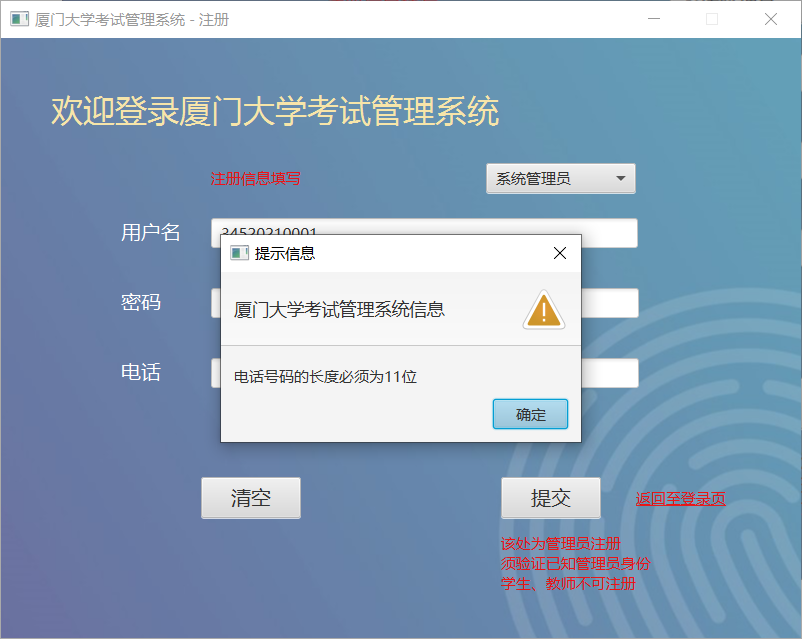 厦门大学考试管理系统 - 注册
欢迎登录厦门大学考试管理系统
注册信息填写
系统管理员
用户名
34520210001
提示信息
厦门大学考试管理系统信息
密码
电话
电话号码的长度必须为11位
确定
清空
提交
返回至登录页
该处为管理员注册
须验证已知管理员身份
学生、教师不可注册